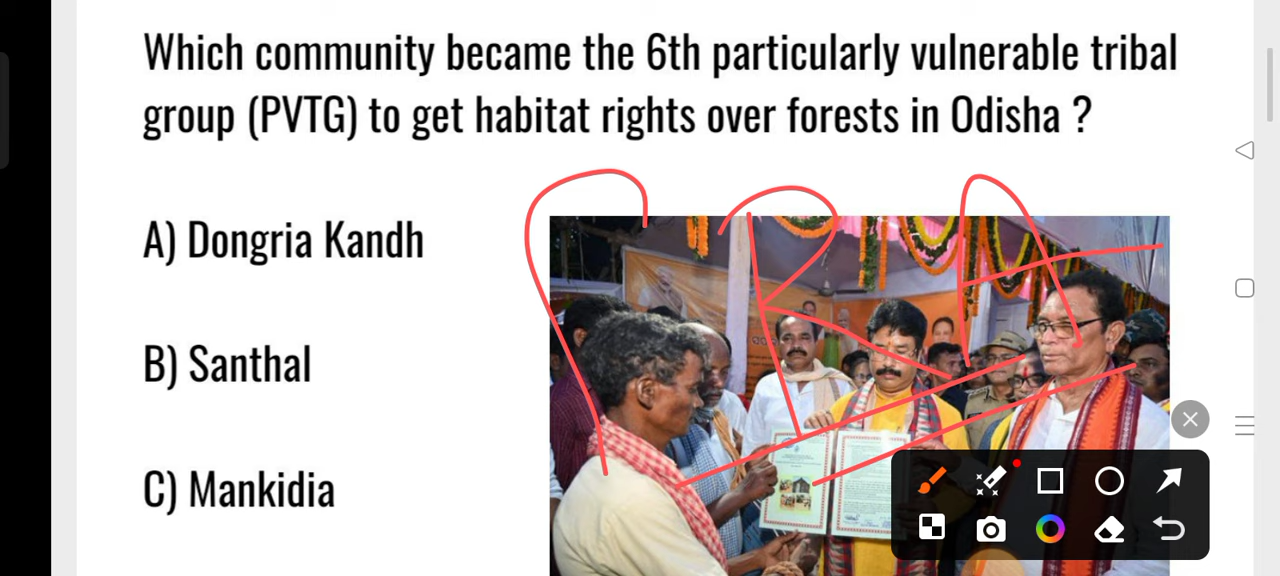 Which community became the 6th particularly vulnerable tribal
group (PVTG) to get habitat rights over forests in Odisha ?
A) Dongria Kandh
B) Santhal
C) Mankidia